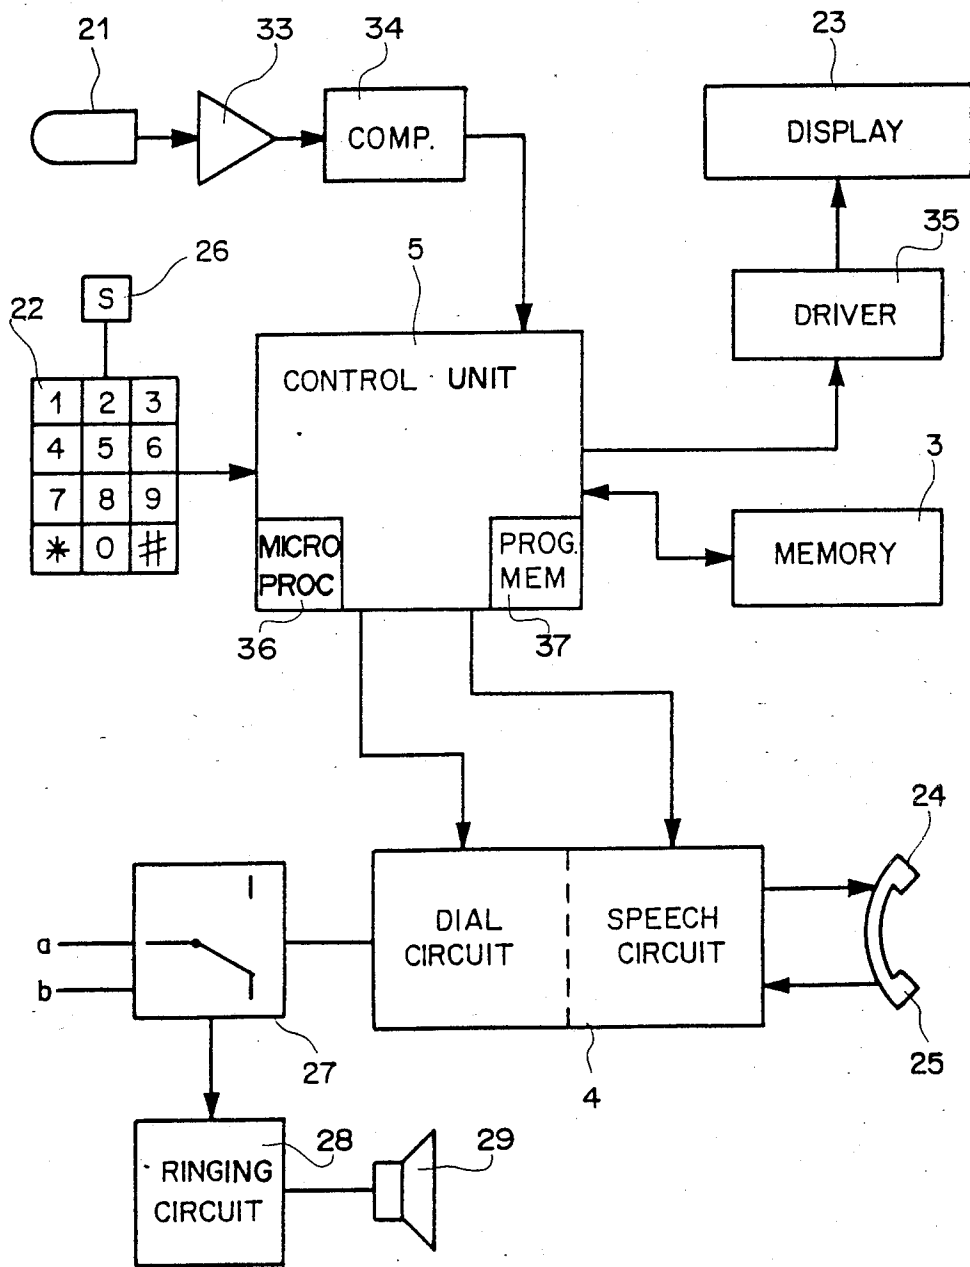 21
33
34
23
COMP.
DISPLAY
35
5
26
S
22
DRIVER
CONTROL UNIT
1 2 3
4 5 6
7 8 9
* 0 #
3
MICRO
PROC
PROG.
MEM
MEMORY
36
37
24
DIAL
CIRCUIT
SPEECH
CIRCUIT
a
b
27
4
25
28
29
RINGING
CIRCUIT